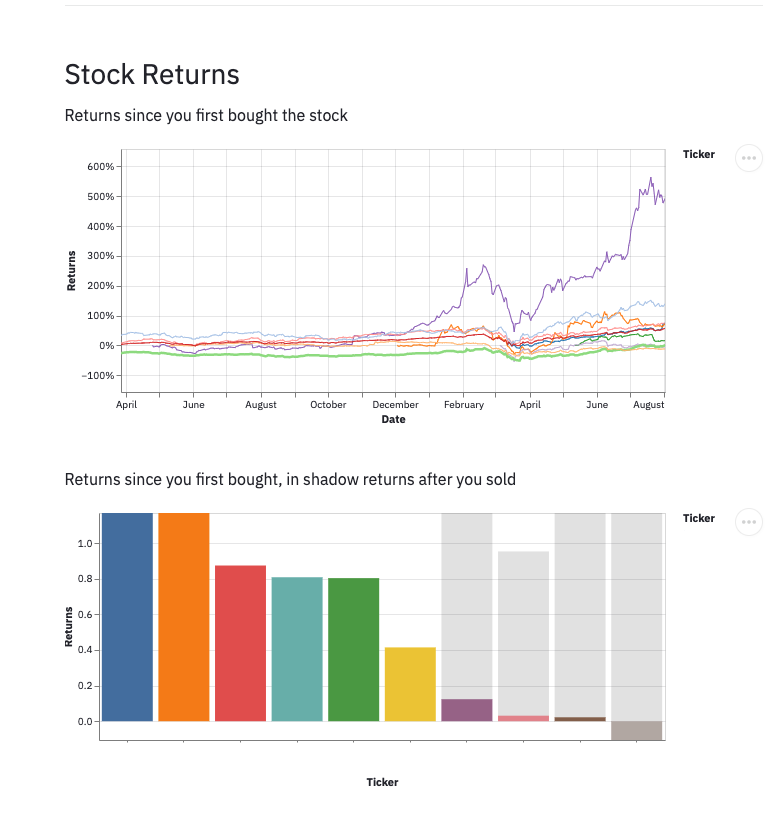 Stock Returns
Returns since you first bought the stock
Ticker
600%
500%
400%
300%
200%
100%
0%
−100%
Returns
April
June
August
October
December
February
April
June
August
Date
Returns since you first bought, in shadow returns after you sold
Ticker
1.0
0.8
0.6
0.4
0.2
0.0
Returns
Ticker